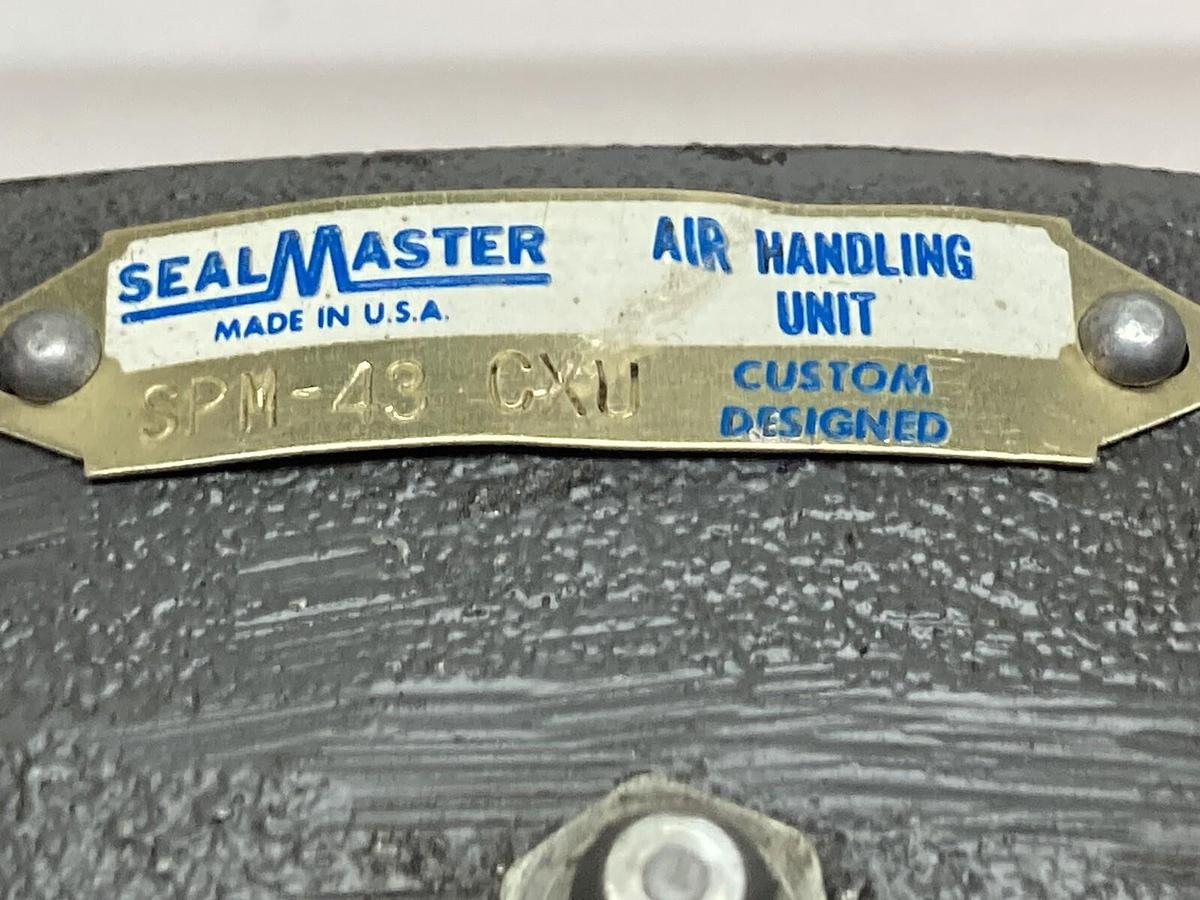 SEALMASTER
MADE IN U.S.A.
AIR HANDLING
UNIT
SPM-43 CXU
CUSTOM
DESIGNED